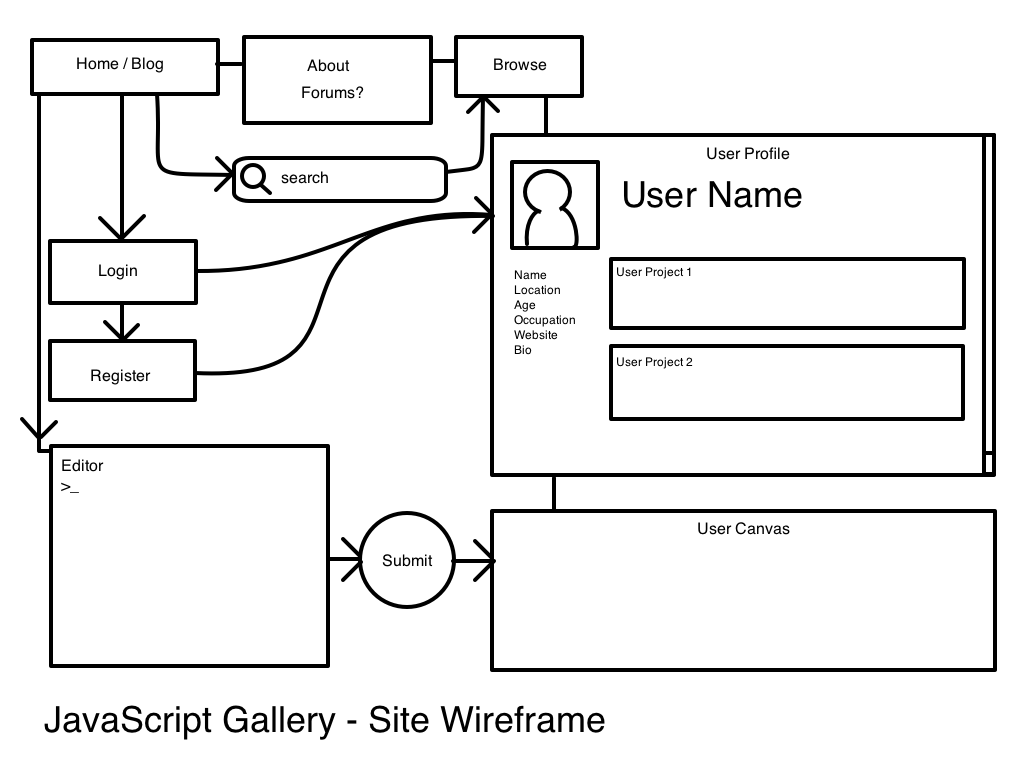 Home / Blog
About
Forums?
Browse
search
User Profile
User Name
Login
Name
Location
Age
Occupation
Website
Bio
User Project 1
User Project 2
Register
Editor
>_
Submit
User Canvas
JavaScript Gallery - Site Wireframe